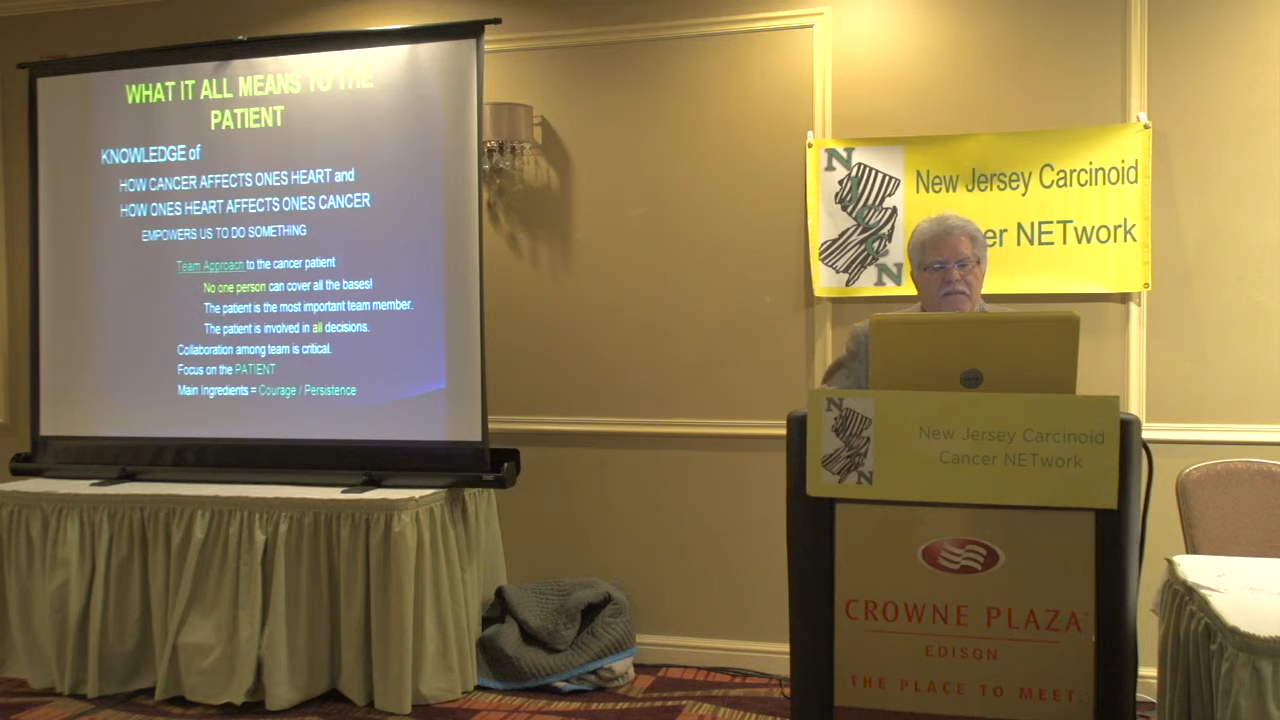 WHAT IT ALL MEANS TO THE
PATIENT
KNOWLEDGE of
HOW CANCER AFFECTS ONES HEART and
HOW ONES HEART AFFECTS ONES CANCER
EMPOWERS US TO DO SOMETHING
Team Approach to the cancer patient
No one person can cover all the bases!
The patient is the most important team member.
The patient is involved in all decisions.
Collaboration among team is critical.
Focus on the PATIENT
Main Ingredients = Courage / Persistence
NJCCN
New Jersey Carcinoid
er NETwork
NJCCN
New Jersey Carcinoid
Cancer NETwork
CROWNE PLAZA
EDISON
THE PLACE TO MEET.